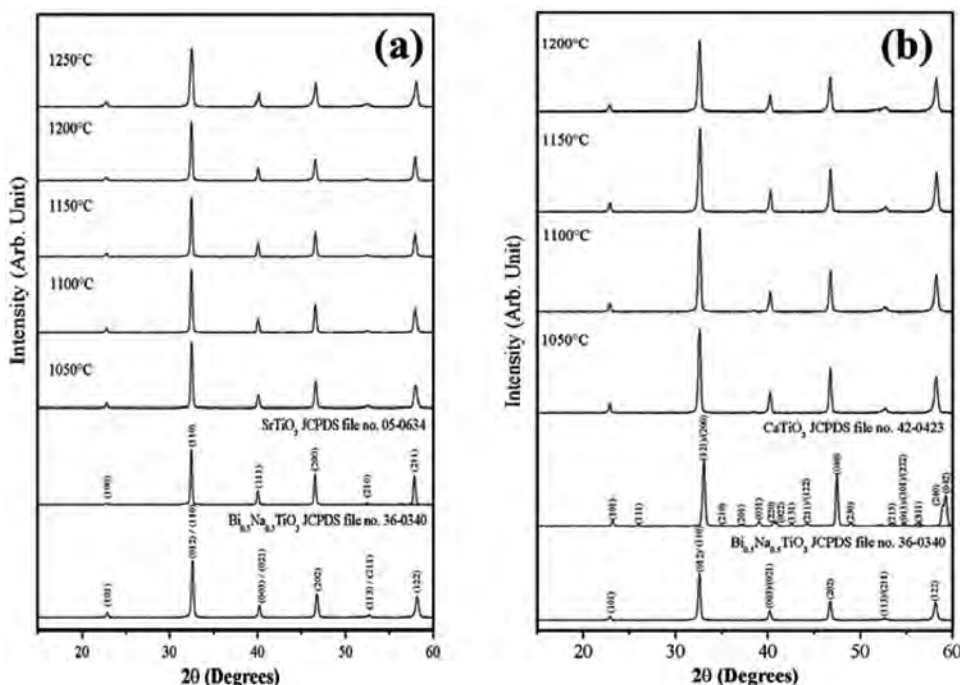 (a)
1250°C
1200°C
1150°C
1100°C
1050°C
SrTiO3 JCPDS file no. 05-0634
(100)
(110)
(111)
(200)
(210)
(211)
Bi0.5Na0.5TiO3 JCPDS file no. 36-0340
(101)
(012) / (110)
(003) / (021)
(202)
(113) / (211)
(122)
Intensity (Arb. Unit)
20 30 40 50 60
2θ (Degrees)
(b)
1200°C
1150°C
1100°C
1050°C
CaTiO3 JCPDS file no. 42-0423
(101)
(111)
(121)/(200)
(210)
(201)
(031)
(220)
(022)
(131)
(211)/(122)
(230)
(213)
(311)
(240)
(042)
Bi0.5Na0.5TiO3 JCPDS file no. 36-0340
(101)
(012)/(110)
(003)/(021)
(202)
(113)/(211)
(122)
Intensity (Arb. Unit)
20 30 40 50 60
2θ (Degrees)